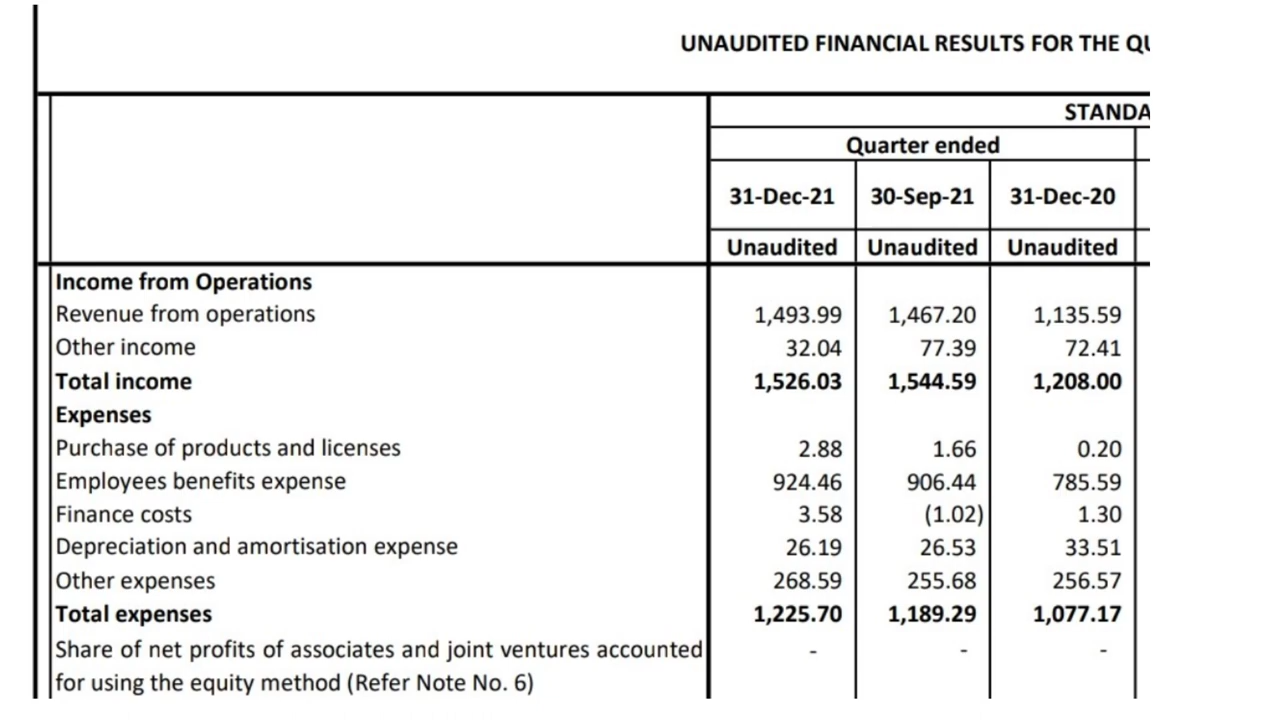 UNAUDITED FINANCIAL RESULTS FOR THE QU
STANDA
Quarter ended
31-Dec-21 30-Sep-21 31-Dec-20
Unaudited Unaudited Unaudited
Income from Operations
Revenue from operations 1,493.99 1,467.20 1,135.59
Other income 32.04 77.39 72.41
Total income 1,526.03 1,544.59 1,208.00
Expenses
Purchase of products and licenses 2.88 1.66 0.20
Employees benefits expense 924.46 906.44 785.59
Finance costs 3.58 (1.02) 1.30
Depreciation and amortisation expense 26.19 26.53 33.51
Other expenses 268.59 255.68 256.57
Total expenses 1,225.70 1,189.29 1,077.17
Share of net profits of associates and joint ventures accounted - - -
for using the equity method (Refer Note No. 6)